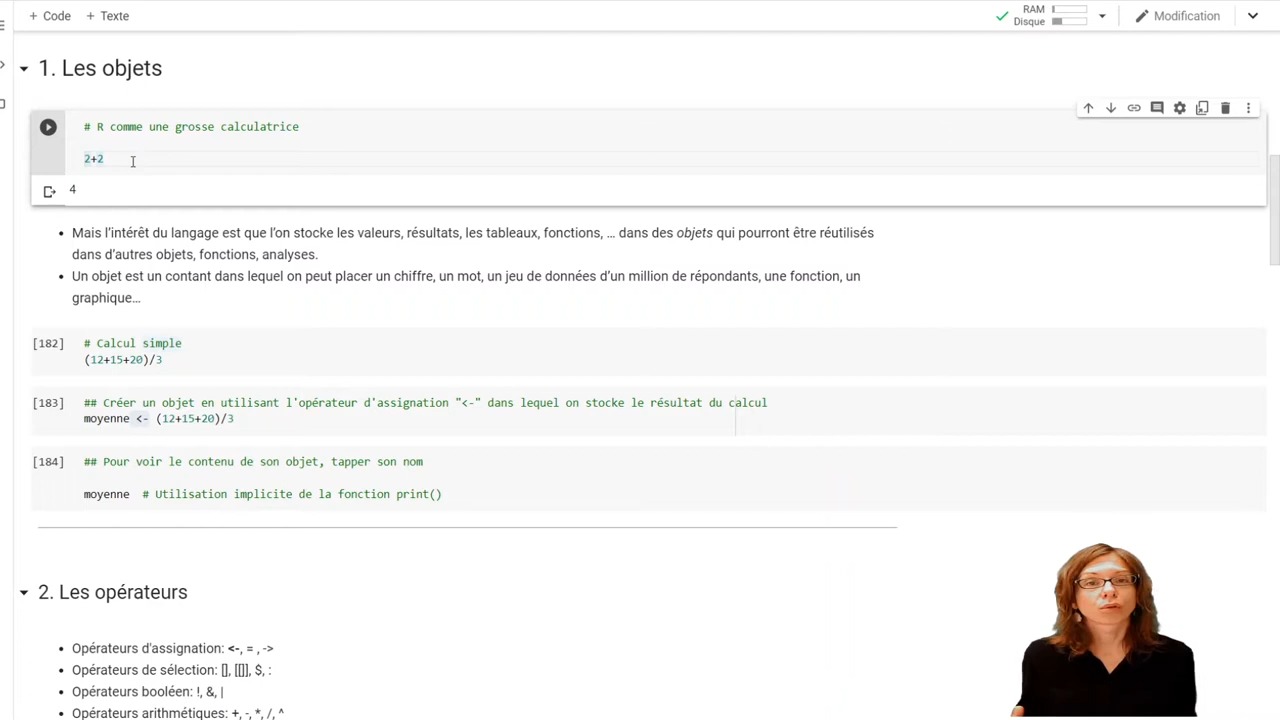 + Code + Texte
RAM
Disque
Modification
1. Les objets
# R comme une grosse calculatrice
2+2
4
• Mais l'intérêt du langage est que l'on stocke les valeurs, résultats, les tableaux, fonctions, … dans des objets qui pourront être réutilisés
dans d'autres objets, fonctions, analyses.
• Un objet est un contant dans lequel on peut placer un chiffre, un mot, un jeu de données d'un million de répondants, une fonction, un
graphique…
[182] # Calcul simple
(12+15+20)/3
[183] ## Créer un objet en utilisant l'opérateur d'assignation "<-" dans lequel on stocke le résultat du calcul
moyenne <- (12+15+20)/3
[184] ## Pour voir le contenu de son objet, tapper son nom
moyenne # Utilisation implicite de la fonction print()
2. Les opérateurs
• Opérateurs d'assignation: <-, = , ->
• Opérateurs de sélection: [], [[]], $, :
• Opérateurs booléen: !, &, |
• Opérateurs arithmétiques: +, -, *, /, ^